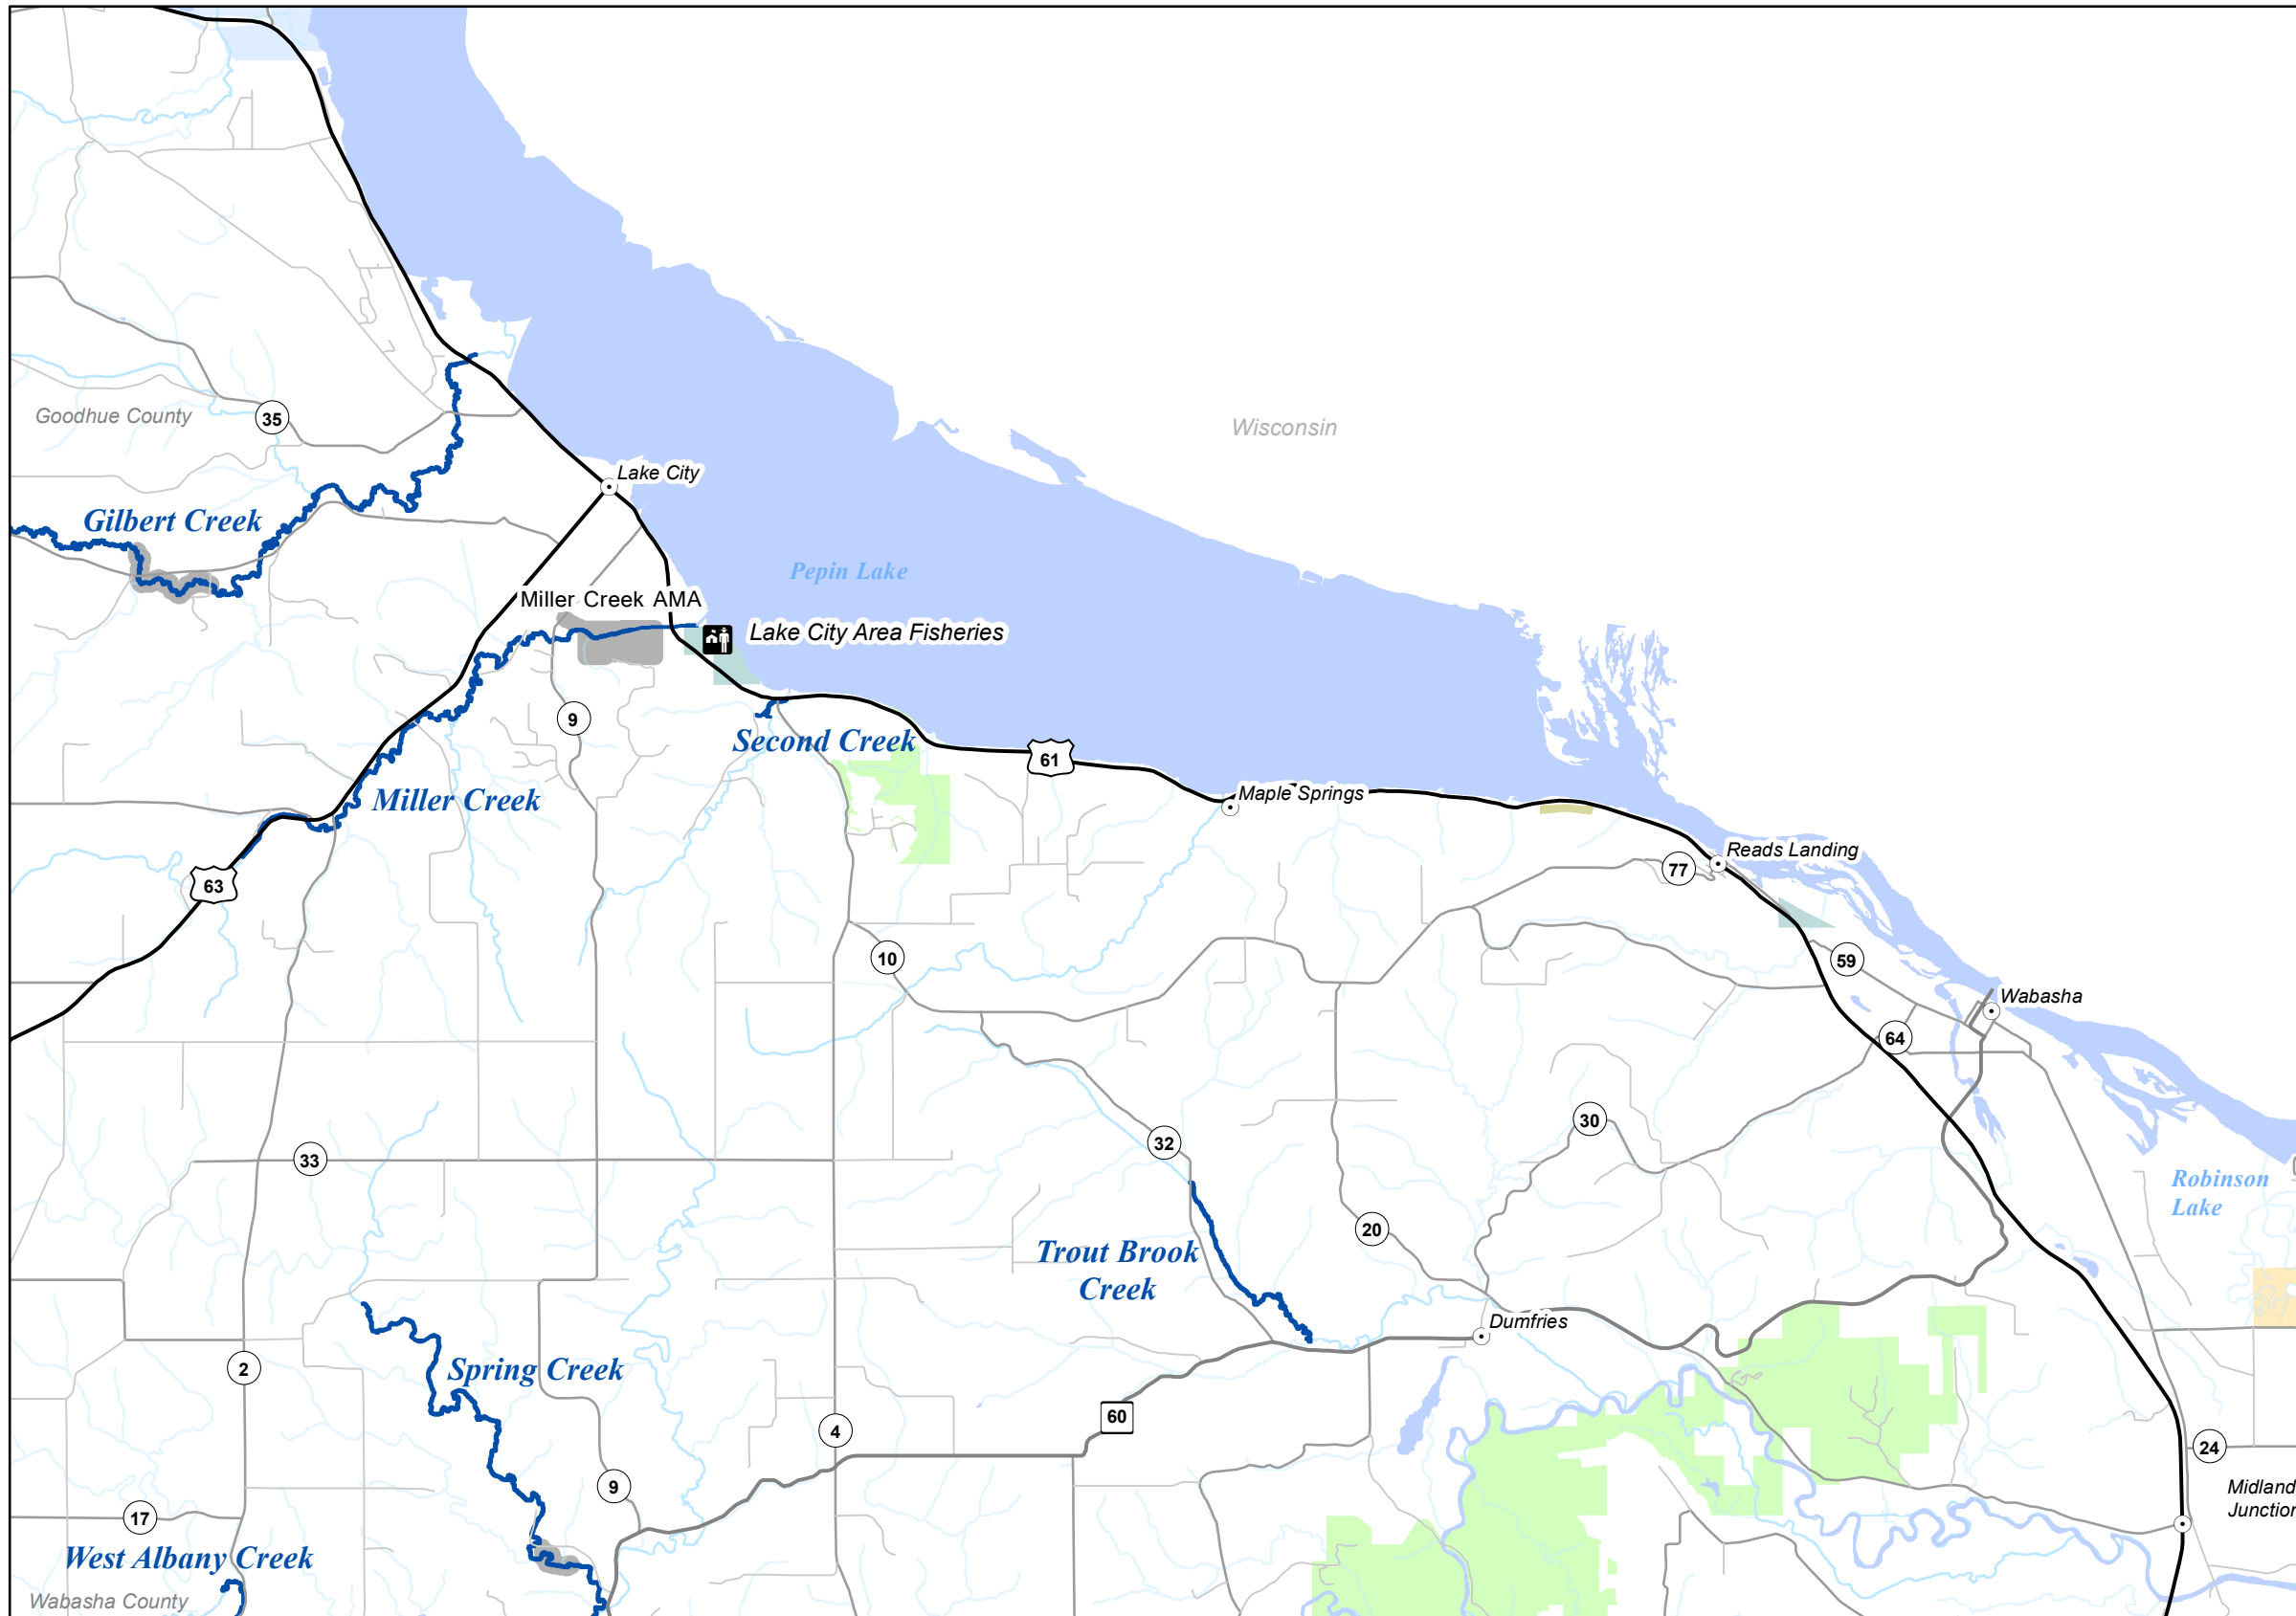 Goodhue County
35
Wisconsin
Lake City
Gilbert Creek
Pepin Lake
Miller Creek AMA
Lake City Area Fisheries
9
Second Creek
61
Miller Creek
Maple Springs
Reads Landing
77
63
10
59
Wabasha
64
30
32
33
Robinson
Lake
20
Trout Brook
Creek
Dumfries
2
Spring Creek
60
4
24
9
Midland
Junction
17
West Albany Creek
Wabasha County